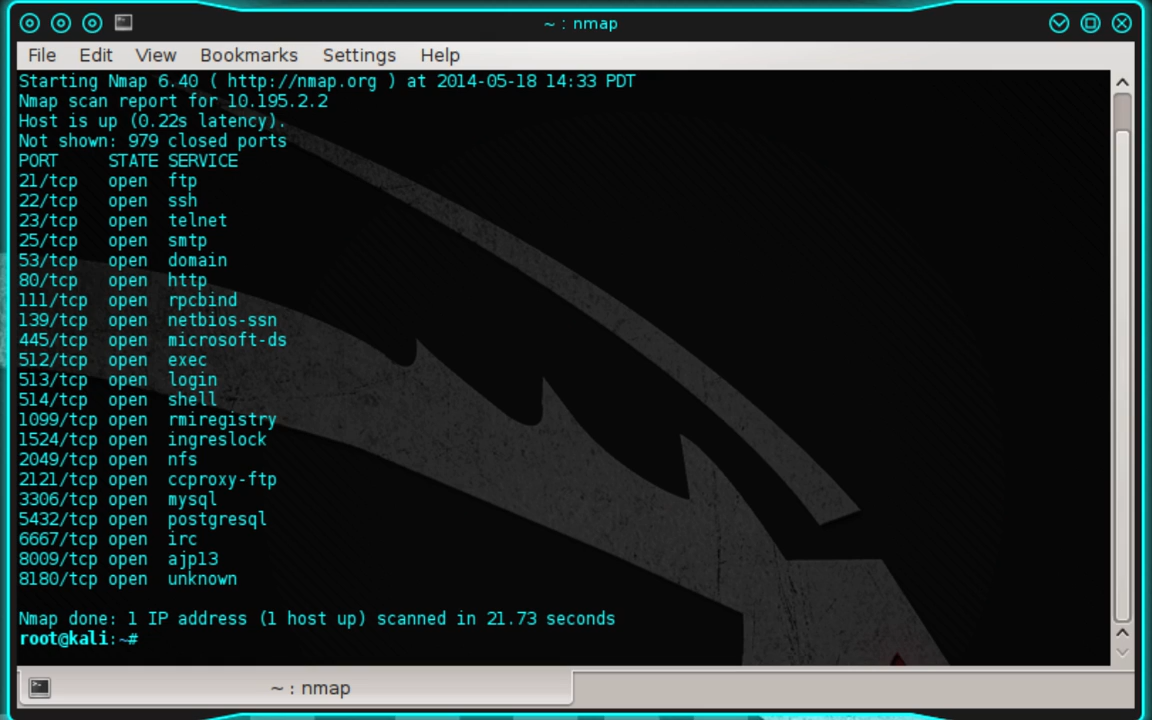 ~ : nmap
File Edit View Bookmarks Settings Help
Starting Nmap 6.40 ( http://nmap.org ) at 2014-05-18 14:33 PDT
Nmap scan report for 10.195.2.2
Host is up (0.22s latency).
Not shown: 979 closed ports
PORT     STATE SERVICE
21/tcp   open  ftp
22/tcp   open  ssh
23/tcp   open  telnet
25/tcp   open  smtp
53/tcp   open  domain
80/tcp   open  http
111/tcp  open  rpcbind
139/tcp  open  netbios-ssn
445/tcp  open  microsoft-ds
512/tcp  open  exec
513/tcp  open  login
514/tcp  open  shell
1099/tcp open  rmiregistry
1524/tcp open  ingreslock
2049/tcp open  nfs
2121/tcp open  ccproxy-ftp
3306/tcp open  mysql
5432/tcp open  postgresql
6667/tcp open  irc
8009/tcp open  ajp13
8180/tcp open  unknown
Nmap done: 1 IP address (1 host up) scanned in 21.73 seconds
root@kali:~#
~ : nmap